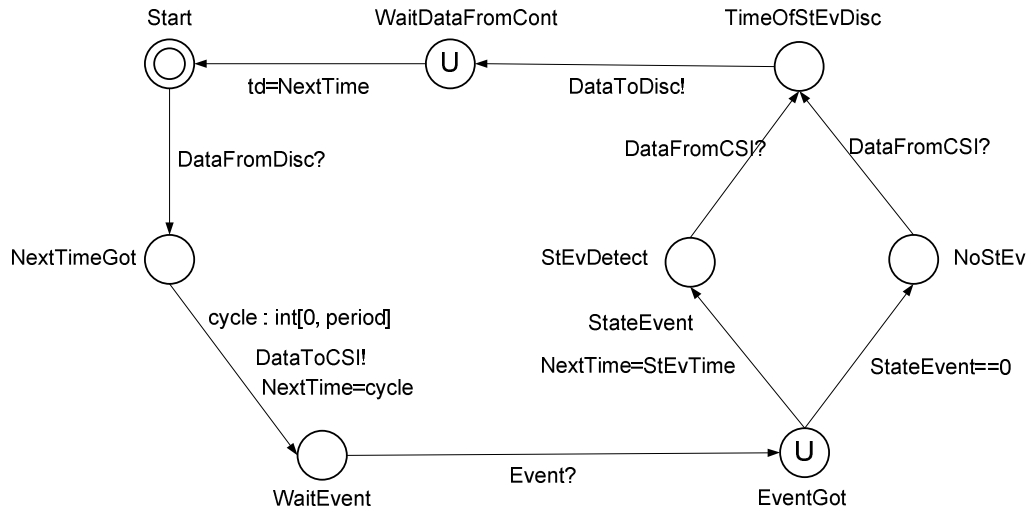 Start
WaitDataFromCont
TimeOfStEvDisc
U
td=NextTime
DataToDisc!
DataFromDisc?
DataFromCSI?
DataFromCSI?
NextTimeGot
StEvDetect
NoStEv
cycle : int[0, period]
StateEvent
DataToCSI!
NextTime=StEvTime
StateEvent==0
NextTime=cycle
U
Event?
WaitEvent
EventGot